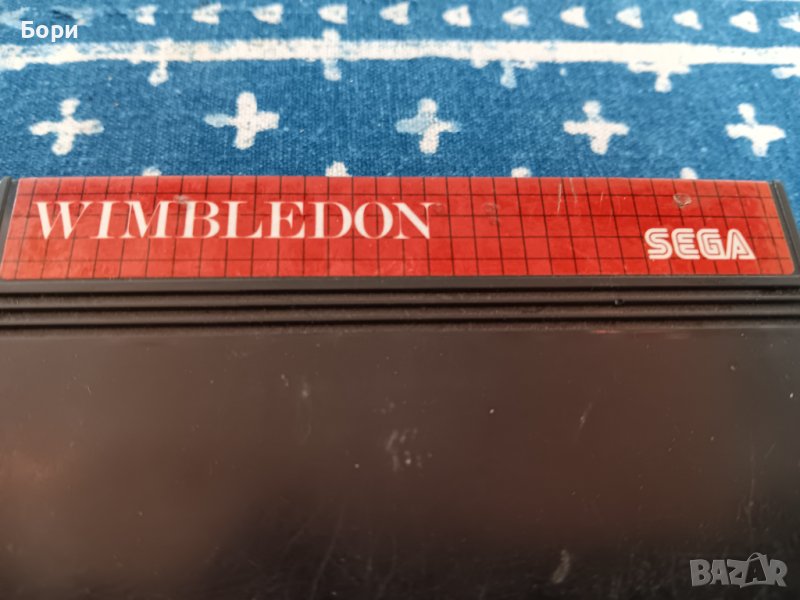 Бори
WIMBLEDON
SEGA
BAZAR